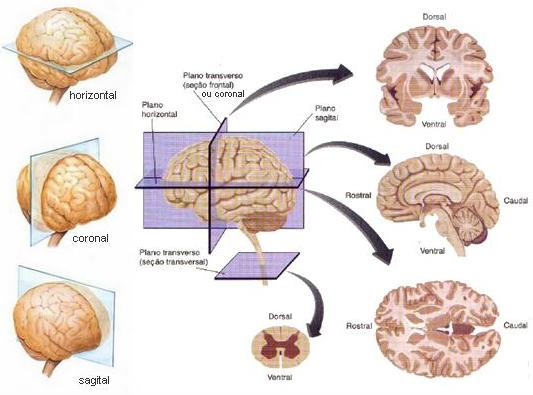 horizontal
coronal
sagital
Plano transverso
(seção frontal)
ou coronal
Plano
horizontal
Plano
sagital
Plano transverso
(seção transversal)
Dorsal
Ventral
Dorsal
Rostral
Caudal
Ventral
Rostral
Caudal
Dorsal
Ventral